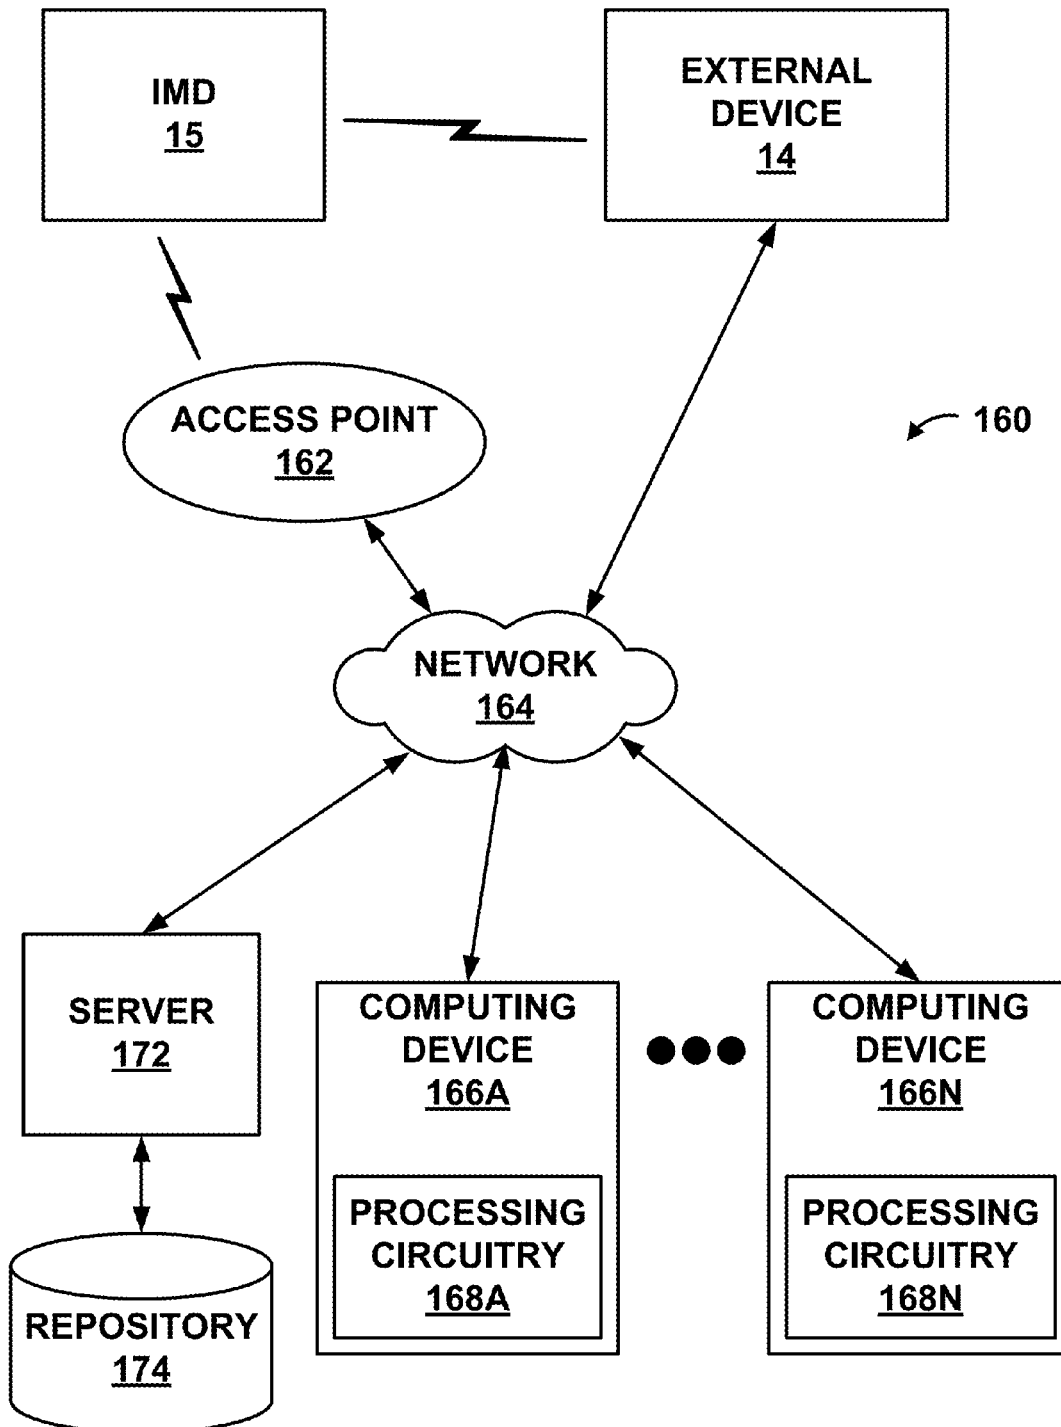 IMD
15
EXTERNAL
DEVICE
14
ACCESS POINT
162
160
NETWORK
164
SERVER
172
COMPUTING
DEVICE
166A
COMPUTING
DEVICE
166N
PROCESSING
CIRCUITRY
168A
PROCESSING
CIRCUITRY
168N
REPOSITORY
174